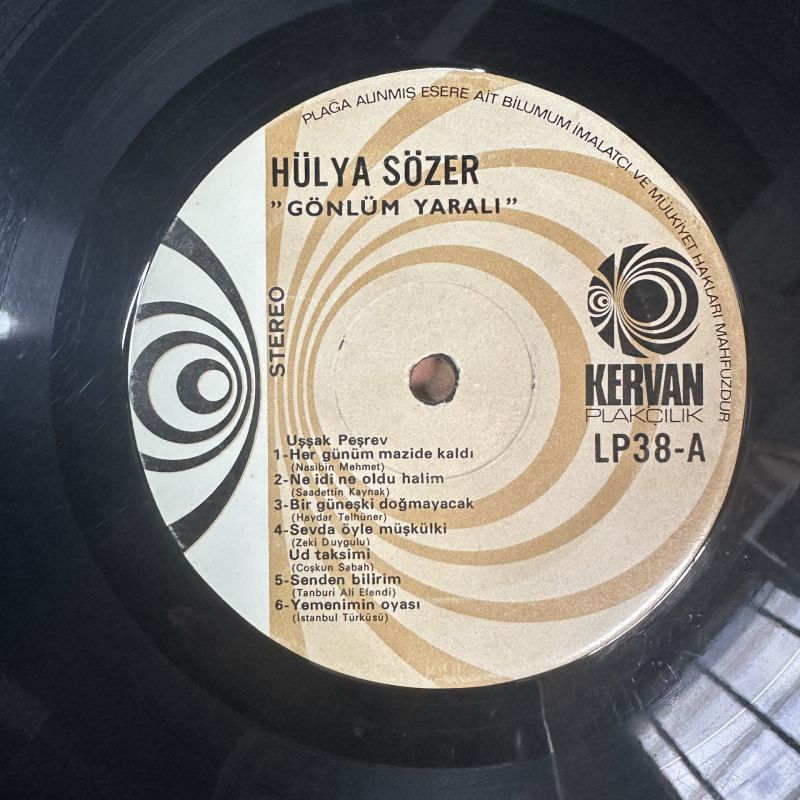 PLAĞA ALINMIŞ ESERE AİT BİLUMUM İMALATÇI VE MÜLKİYET HAKLARI MAHFUZDUR
HÜLYA SÖZER
"GÖNLÜM YARALI"
STEREO
KERVAN
PLAKÇILIK
LP38-A
Uşşak Peşrev
1-Her günüm mazide kaldı
(Nasibin Mehmet)
2-Ne idi ne oldu halim
(Saadettin Kaynak)
3-Bir güneşki doğmayacak
(Haydar Telhüner)
4-Sevda öyle müşkülki
(Zeki Duygulu)
Ud taksimi
(Coşkun Sabah)
5-Senden bilirim
(Tanburi Ali Efendi)
6-Yemenimin oyası
(İstanbul Türküsü)